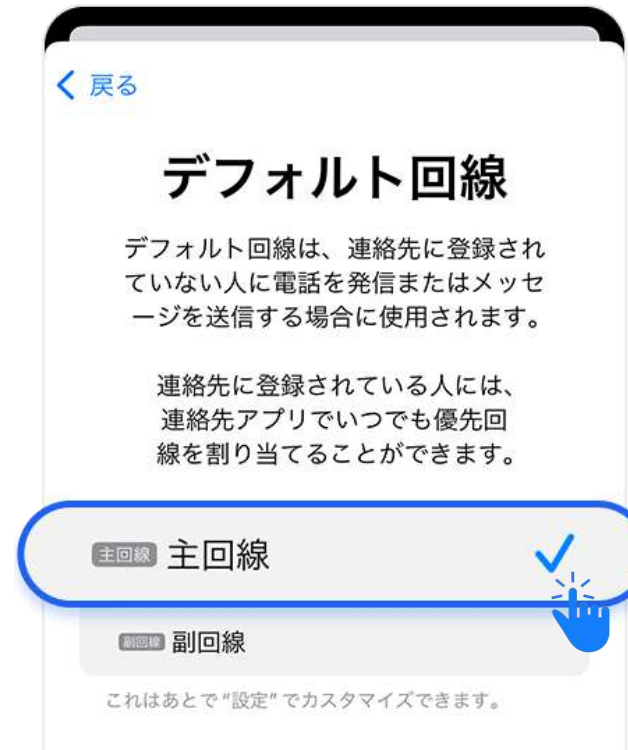 戻る
デフォルト回線
デフォルト回線は、連絡先に登録され
ていない人に電話を発信またはメッセ
ージを送信する場合に使用されます。
連絡先に登録されている人には、
連絡先アプリでいつでも優先回
線を割り当てることができます。
主回線 主回線
副回線 副回線
これはあとで“設定”でカスタマイズできます。